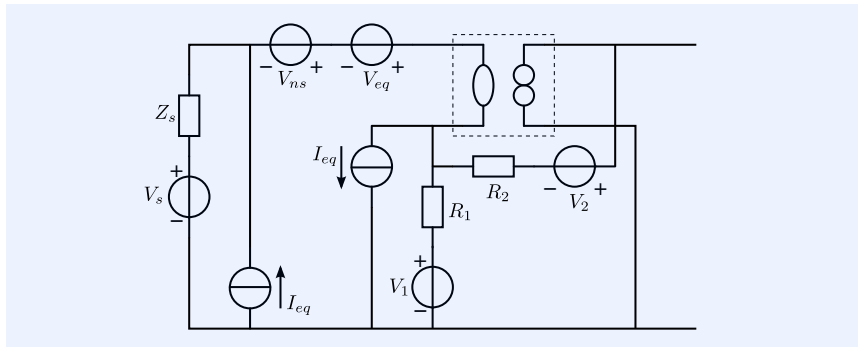 − V_ns +
− V_eq +
Z_s
I_eq
+
V_s
−
R_2
− V_2 +
R_1
+
V_1
−
I_eq